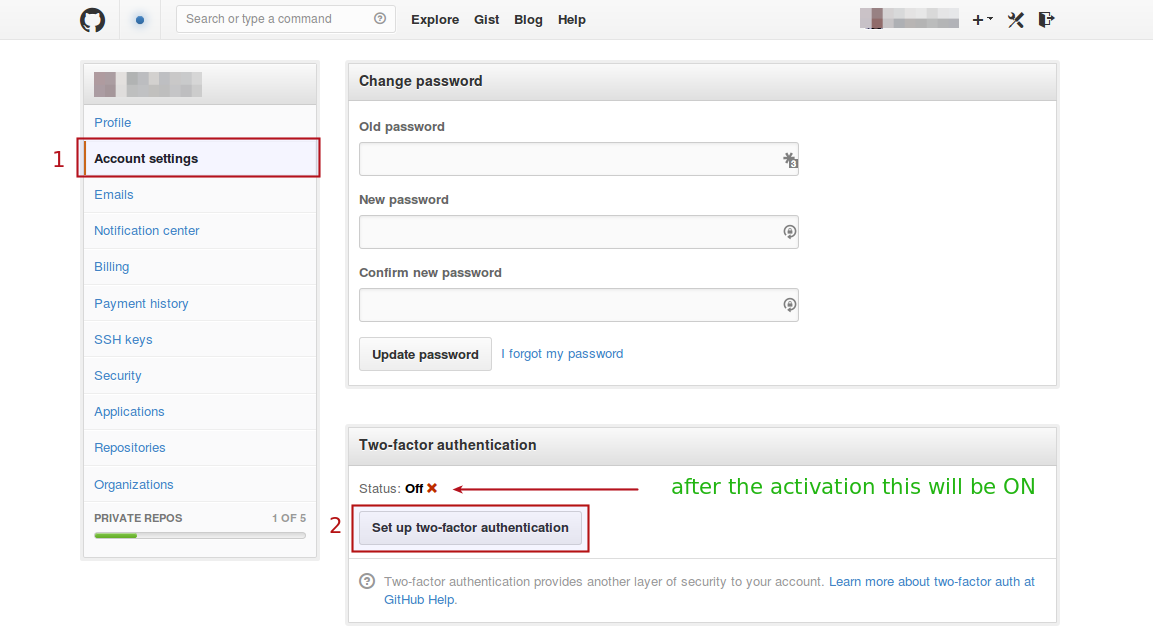 Search or type a command
Explore Gist Blog Help
Profile
1
Account settings
Emails
Notification center
Billing
Payment history
SSH keys
Security
Applications
Repositories
Organizations
PRIVATE REPOS 1 OF 5
Change password
Old password
3
New password
Confirm new password
Update password I forgot my password
Two-factor authentication
Status: Off
after the activation this will be ON
2
Set up two-factor authentication
Two-factor authentication provides another layer of security to your account. Learn more about two-factor auth at
GitHub Help.